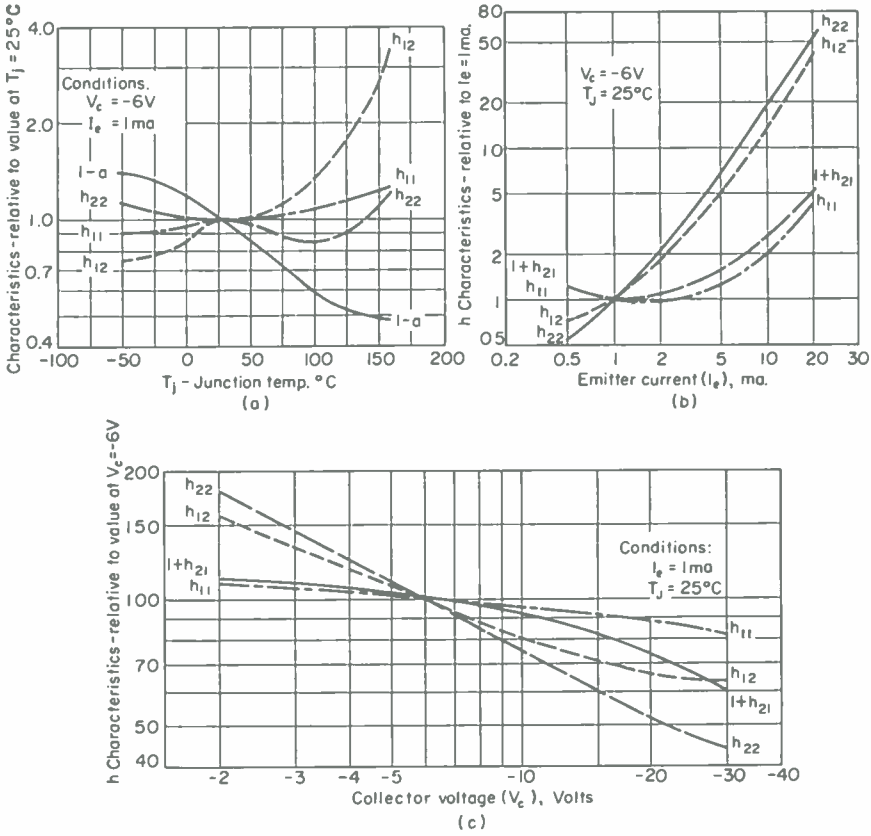 Characteristics-relative to value at Tj = 25°C
4.0
2.0
1.0
0.7
0.4
Conditions.
Vc = -6V
Ie = 1ma
h12
1-a
h22
h11
h12
h11
h22
1-a
-100 -50 0 50 100 150 200
Tj - Junction temp. °C
(a)
h Characteristics-relative to Ie = 1ma.
80
50
20
10
5
2
1
0.5
Vc = -6V
TJ = 25°C
h22
h12
1+h21
h11
1+h21
h11
h12
h22
0.2 0.5 1 2 5 10 20 30
Emitter current (Ie), ma.
(b)
h Characteristics-relative to value at Vc=-6V
200
150
100
70
50
40
h22
h12
1+h21
h11
Conditions:
Ie = 1ma
TJ = 25°C
h11
h12
1+h21
h22
-2 -3 -4 -5 -10 -20 -30 -40
Collector voltage (Vc), Volts
(c)